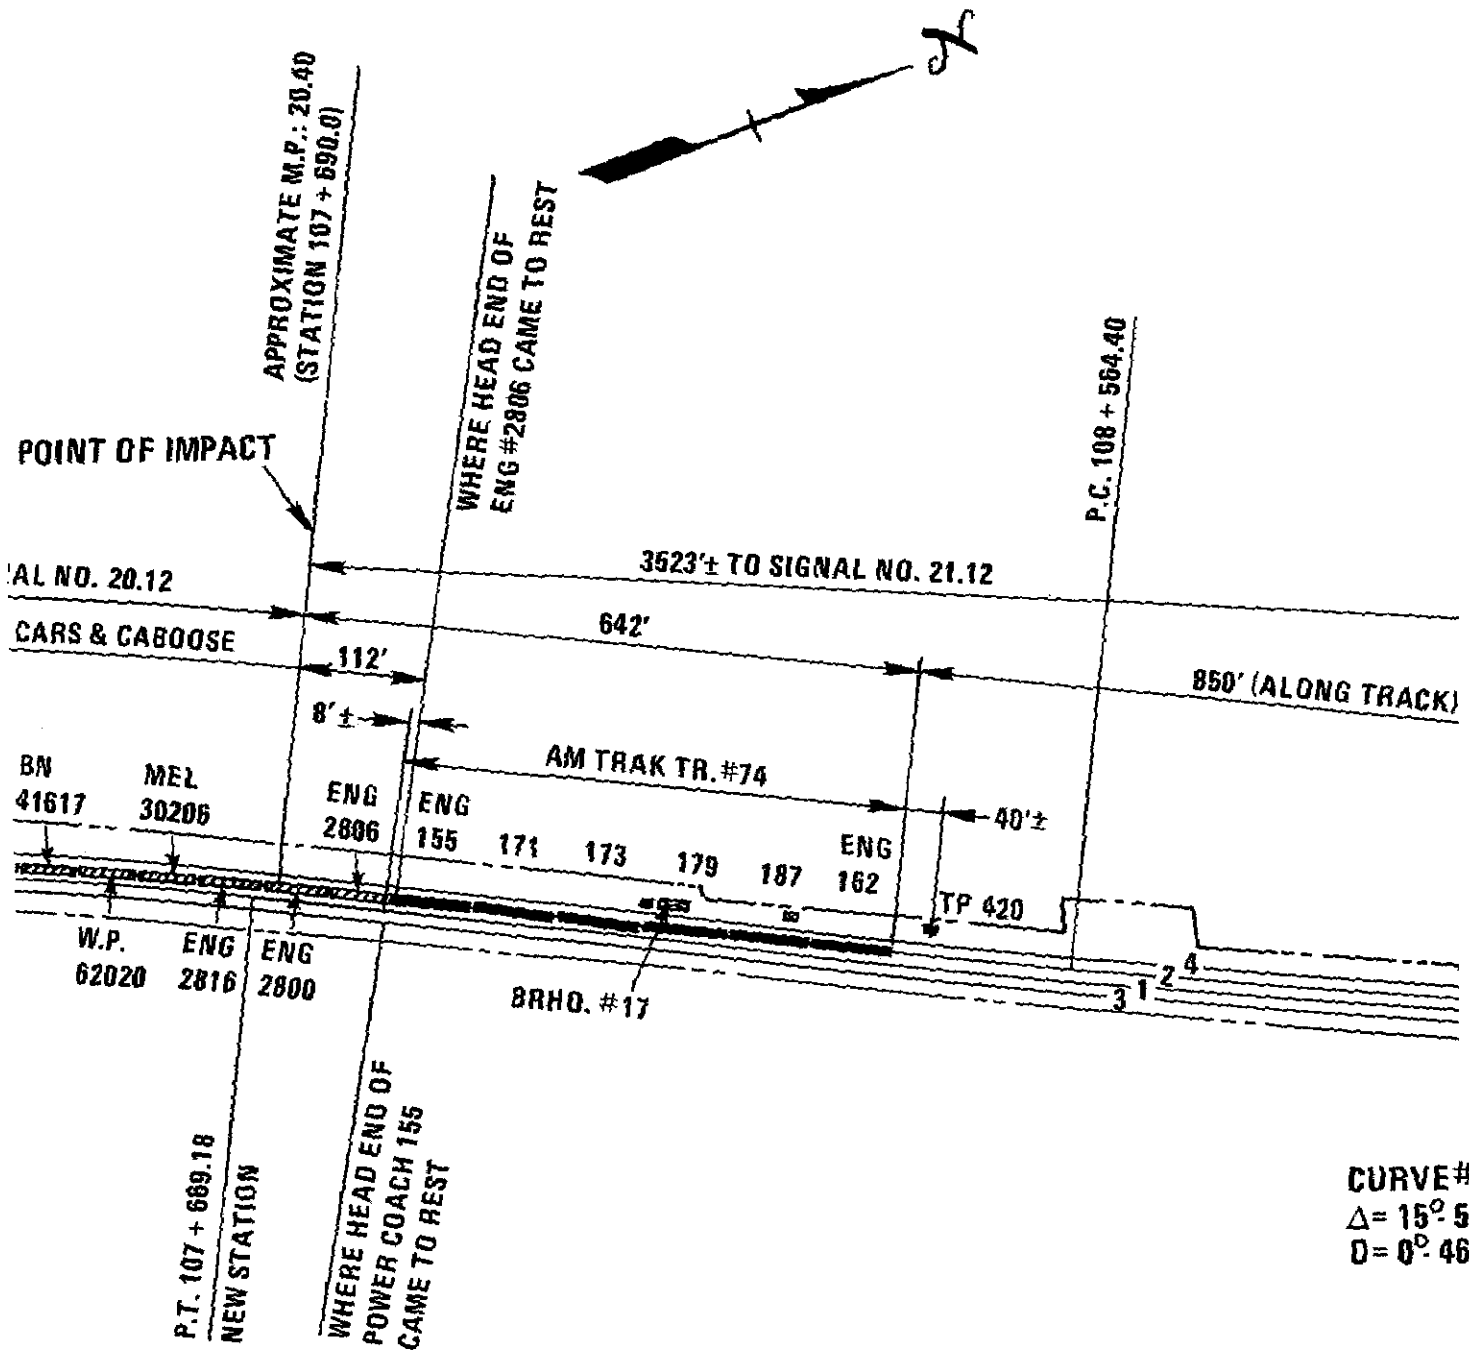 N
APPROXIMATE M.P.: 20.40
(STATION 107 + 690.0)
WHERE HEAD END OF
ENG #2806 CAME TO REST
P.C. 108 + 564.40
POINT OF IMPACT
3523'± TO SIGNAL NO. 21.12
AL NO. 20.12
642'
CARS & CABOOSE
112'
850' (ALONG TRACK)
8'±
AM TRAK TR. #74
40'±
BN
41617
MEL
30206
ENG
2806
ENG
155
171
173
179
187
ENG
162
TP 420
W.P.
62020
ENG
2816
ENG
2800
BRHO. #17
3 1 2 4
P.T. 107 + 689.18
NEW STATION
WHERE HEAD END OF
POWER COACH 155
CAME TO REST
CURVE #
Δ = 15°- 5
D = 0°- 46